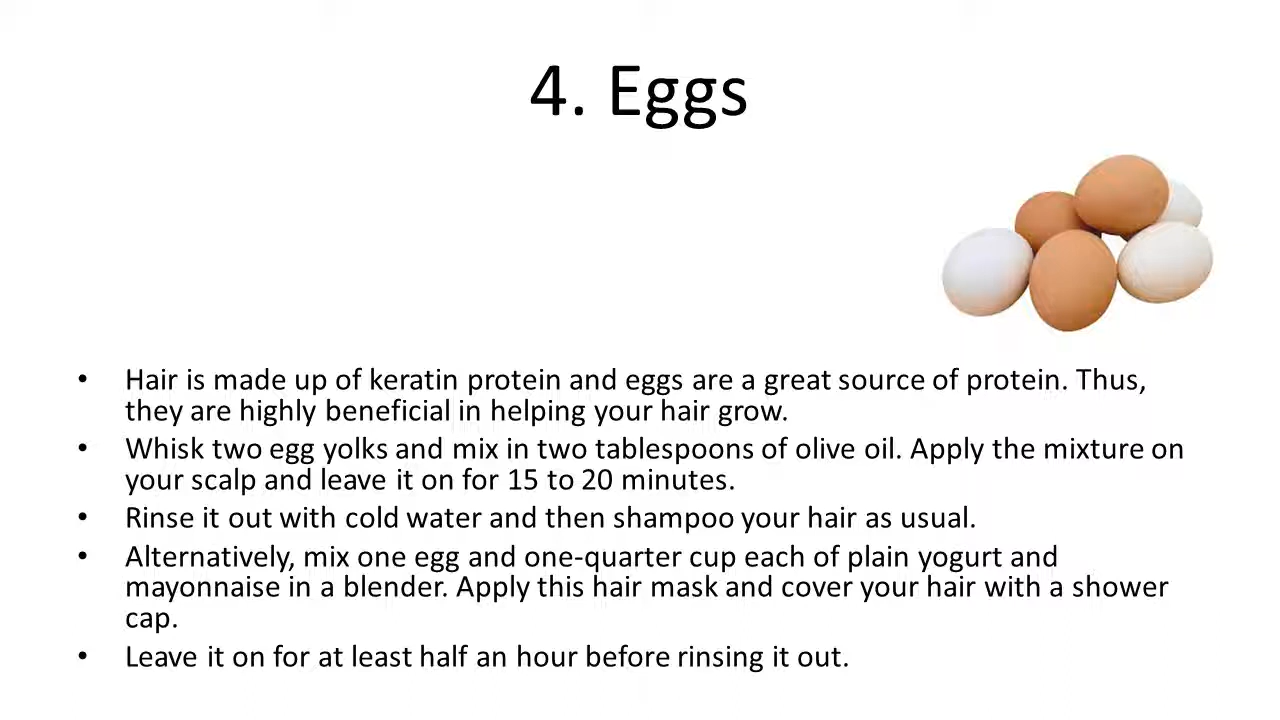 4. Eggs
• Hair is made up of keratin protein and eggs are a great source of protein. Thus,
they are highly beneficial in helping your hair grow.
• Whisk two egg yolks and mix in two tablespoons of olive oil. Apply the mixture on
your scalp and leave it on for 15 to 20 minutes.
• Rinse it out with cold water and then shampoo your hair as usual.
• Alternatively, mix one egg and one-quarter cup each of plain yogurt and
mayonnaise in a blender. Apply this hair mask and cover your hair with a shower
cap.
• Leave it on for at least half an hour before rinsing it out.